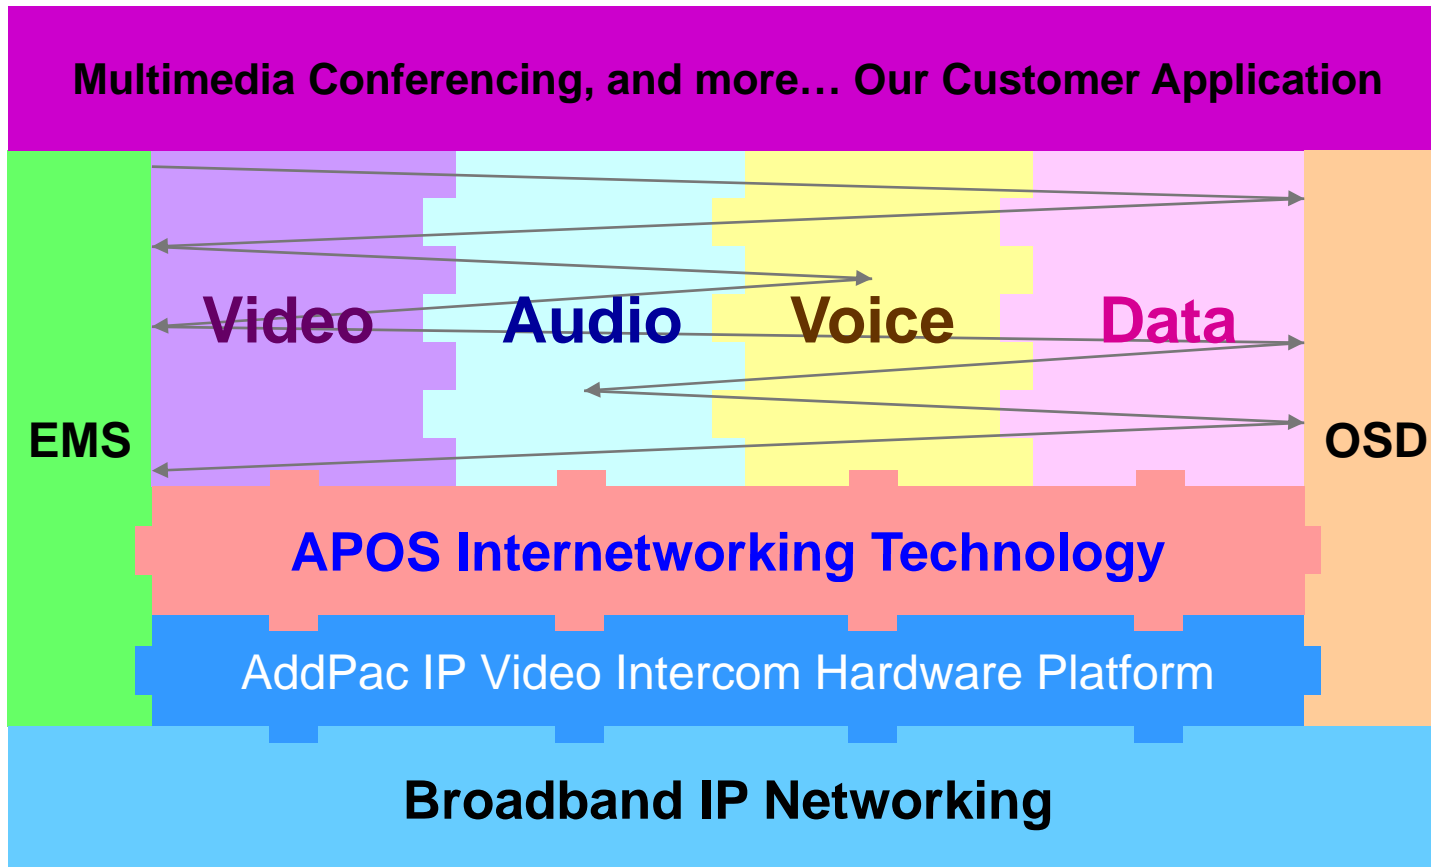 Multimedia Conferencing, and more… Our Customer Application
Video Audio Voice Data
EMS OSD
APOS Internetworking Technology
AddPac IP Video Intercom Hardware Platform
Broadband IP Networking